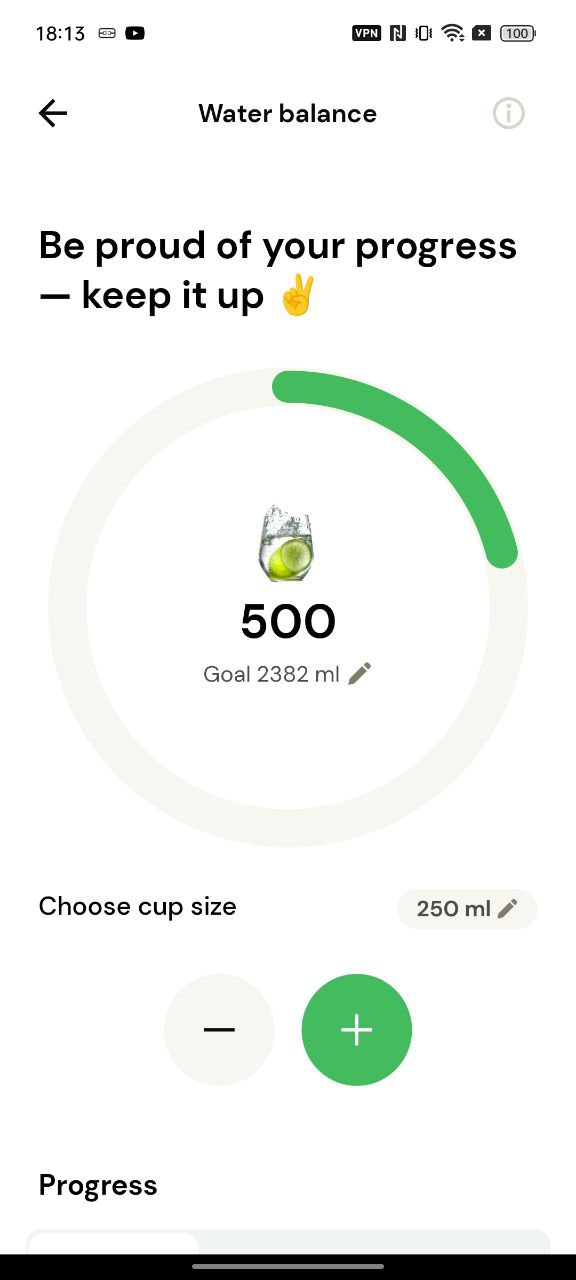 18:13 VPN 100
Water balance
Be proud of your progress
— keep it up ✌️
500
Goal 2382 ml
Choose cup size 250 ml
Progress